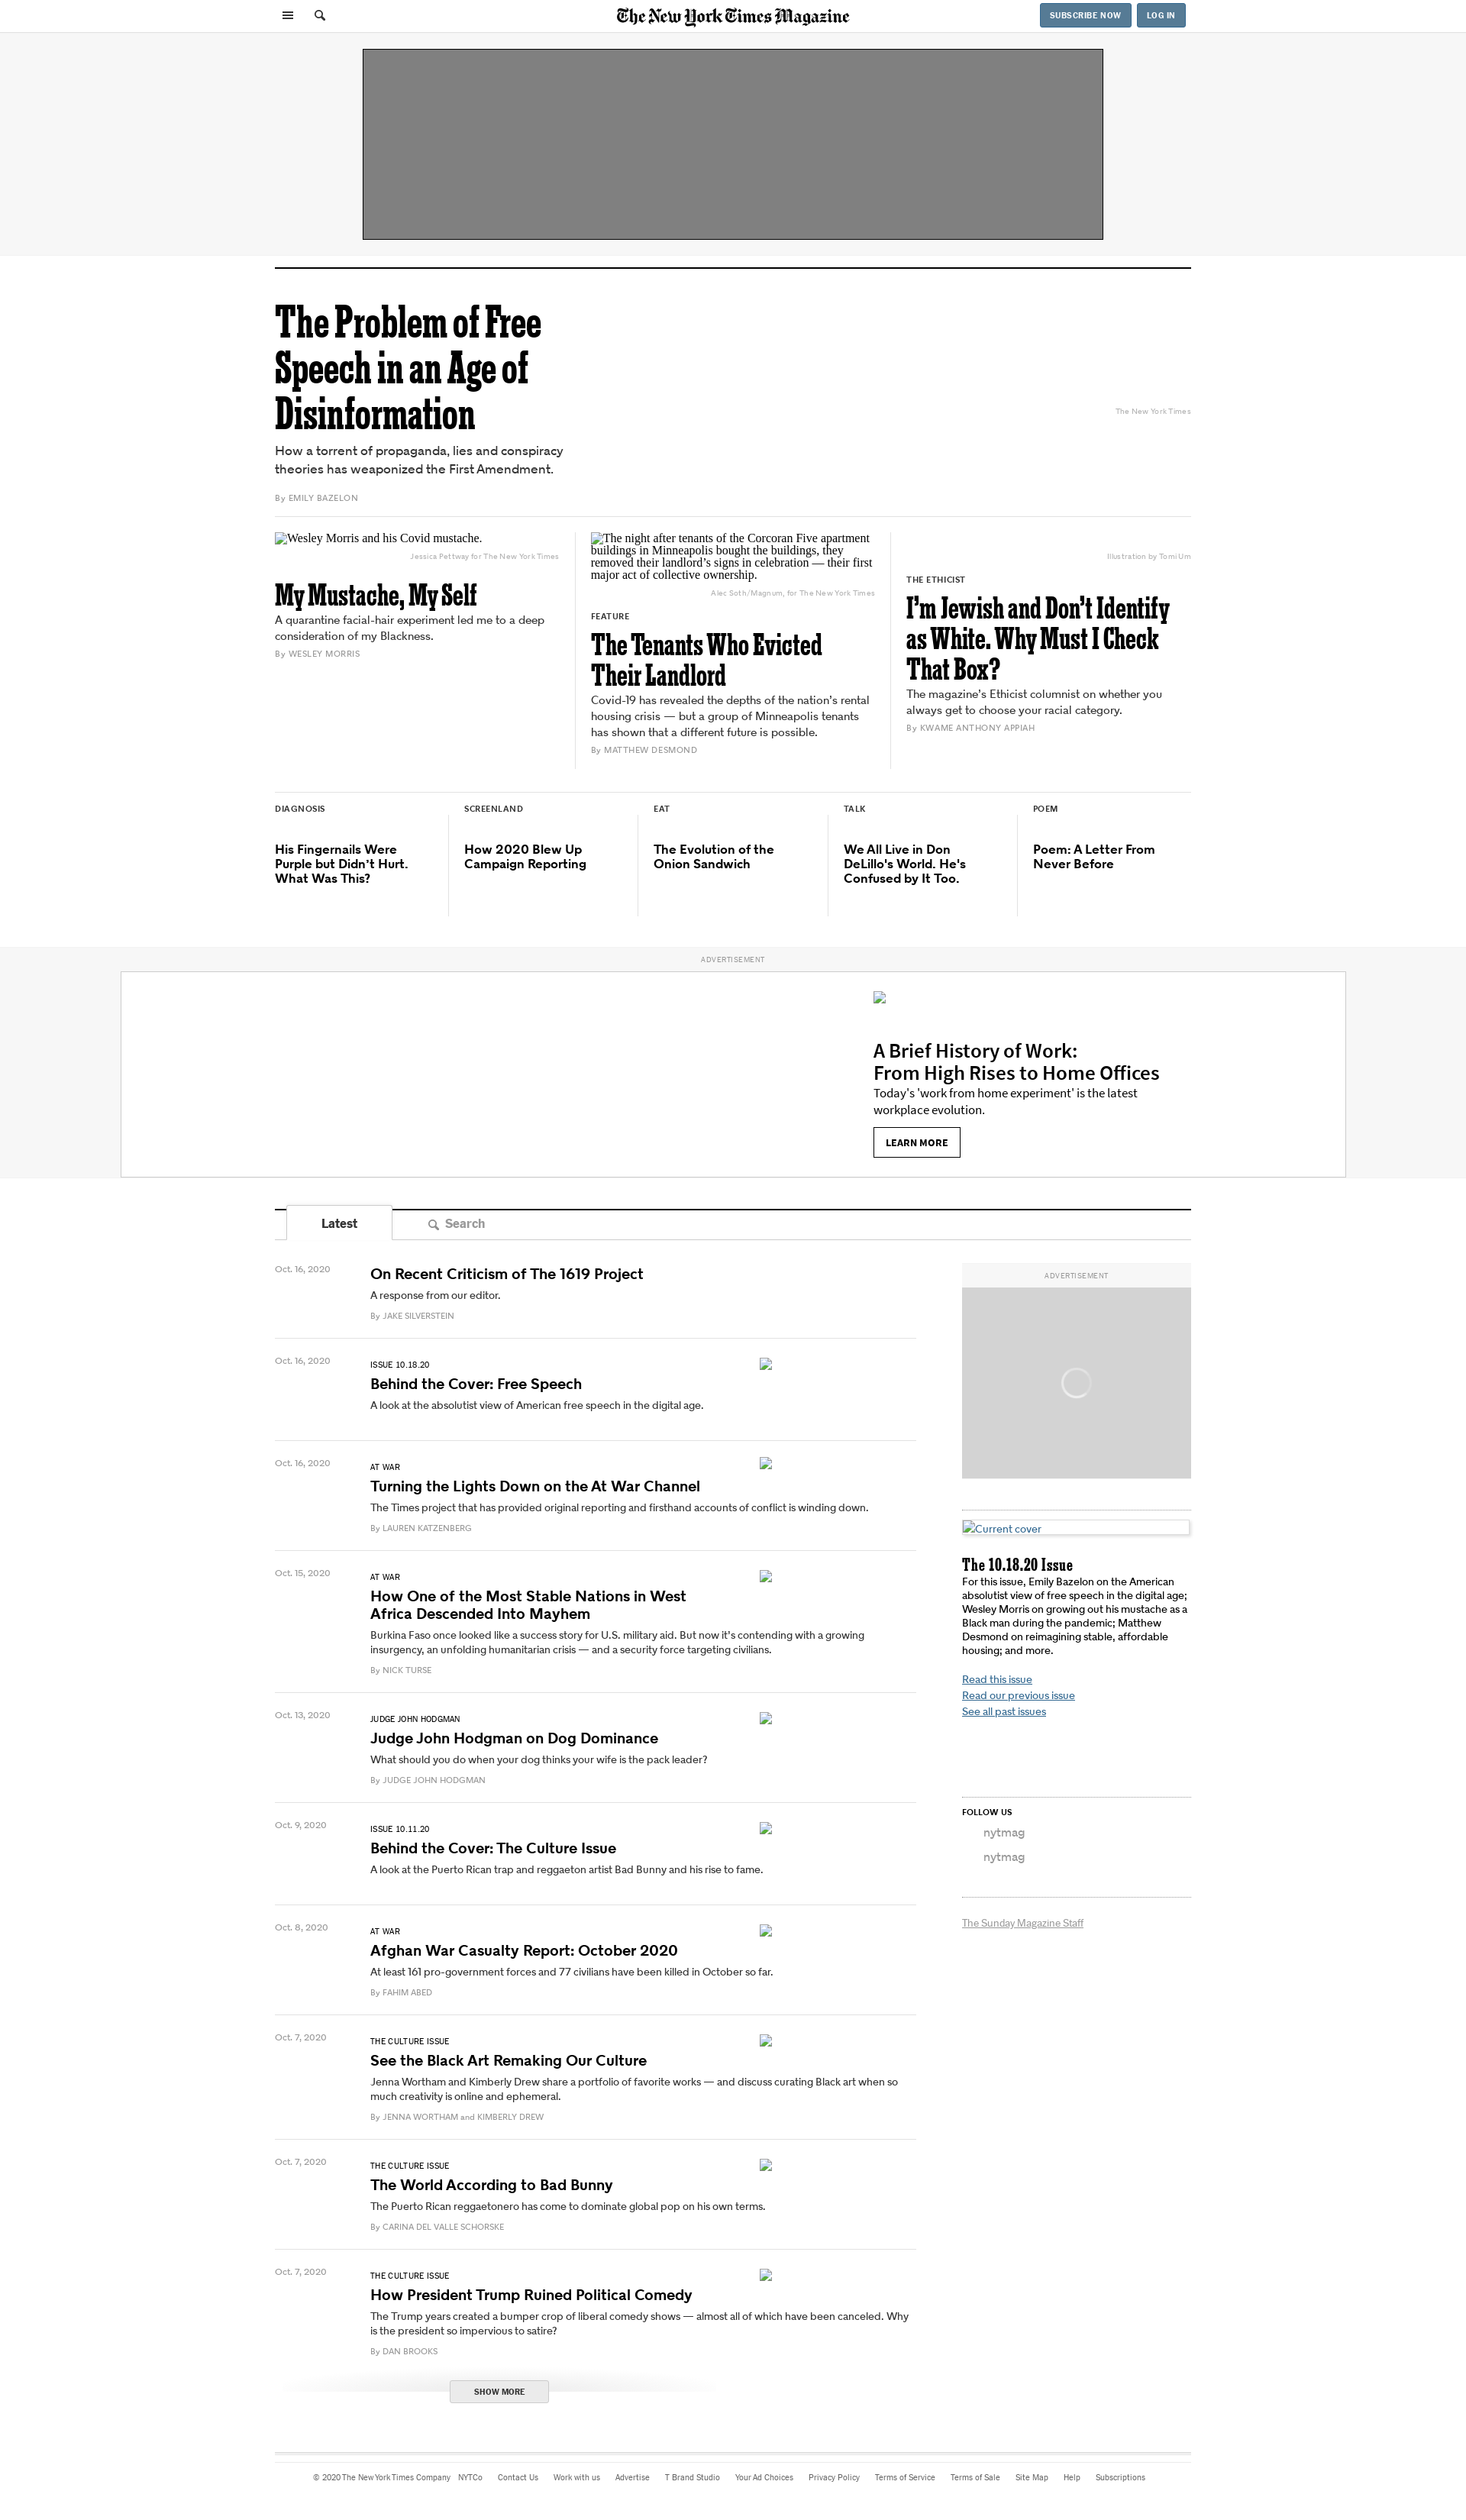 The New York Times Magazine
SUBSCRIBE NOW
LOG IN
The Problem of Free
Speech in an Age of
Disinformation
How a torrent of propaganda, lies and conspiracy
theories has weaponized the First Amendment.
By EMILY BAZELON
The New York Times
Wesley Morris and his Covid mustache.
Jessica Pettway for The New York Times
My Mustache, My Self
A quarantine facial-hair experiment led me to a deep
consideration of my Blackness.
By WESLEY MORRIS
The night after tenants of the Corcoran Five apartment
buildings in Minneapolis bought the buildings, they
removed their landlord’s signs in celebration — their first
major act of collective ownership.
Alec Soth/Magnum, for The New York Times
FEATURE
The Tenants Who Evicted
Their Landlord
Covid-19 has revealed the depths of the nation’s rental
housing crisis — but a group of Minneapolis tenants
has shown that a different future is possible.
By MATTHEW DESMOND
Illustration by Tomi Um
THE ETHICIST
I’m Jewish and Don’t Identify
as White. Why Must I Check
That Box?
The magazine’s Ethicist columnist on whether you
always get to choose your racial category.
By KWAME ANTHONY APPIAH
DIAGNOSIS
His Fingernails Were
Purple but Didn’t Hurt.
What Was This?
SCREENLAND
How 2020 Blew Up
Campaign Reporting
EAT
The Evolution of the
Onion Sandwich
TALK
We All Live in Don
DeLillo's World. He's
Confused by It Too.
POEM
Poem: A Letter From
Never Before
ADVERTISEMENT
A Brief History of Work:
From High Rises to Home Offices
Today's 'work from home experiment' is the latest
workplace evolution.
LEARN MORE
Latest
Search
Oct. 16, 2020
On Recent Criticism of The 1619 Project
A response from our editor.
By JAKE SILVERSTEIN
Oct. 16, 2020
ISSUE 10.18.20
Behind the Cover: Free Speech
A look at the absolutist view of American free speech in the digital age.
Oct. 16, 2020
AT WAR
Turning the Lights Down on the At War Channel
The Times project that has provided original reporting and firsthand accounts of conflict is winding down.
By LAUREN KATZENBERG
Oct. 15, 2020
AT WAR
How One of the Most Stable Nations in West
Africa Descended Into Mayhem
Burkina Faso once looked like a success story for U.S. military aid. But now it’s contending with a growing
insurgency, an unfolding humanitarian crisis — and a security force targeting civilians.
By NICK TURSE
Oct. 13, 2020
JUDGE JOHN HODGMAN
Judge John Hodgman on Dog Dominance
What should you do when your dog thinks your wife is the pack leader?
By JUDGE JOHN HODGMAN
Oct. 9, 2020
ISSUE 10.11.20
Behind the Cover: The Culture Issue
A look at the Puerto Rican trap and reggaeton artist Bad Bunny and his rise to fame.
Oct. 8, 2020
AT WAR
Afghan War Casualty Report: October 2020
At least 161 pro-government forces and 77 civilians have been killed in October so far.
By FAHIM ABED
Oct. 7, 2020
THE CULTURE ISSUE
See the Black Art Remaking Our Culture
Jenna Wortham and Kimberly Drew share a portfolio of favorite works — and discuss curating Black art when so
much creativity is online and ephemeral.
By JENNA WORTHAM and KIMBERLY DREW
Oct. 7, 2020
THE CULTURE ISSUE
The World According to Bad Bunny
The Puerto Rican reggaetonero has come to dominate global pop on his own terms.
By CARINA DEL VALLE SCHORSKE
Oct. 7, 2020
THE CULTURE ISSUE
How President Trump Ruined Political Comedy
The Trump years created a bumper crop of liberal comedy shows — almost all of which have been canceled. Why
is the president so impervious to satire?
By DAN BROOKS
SHOW MORE
ADVERTISEMENT
Current cover
The 10.18.20 Issue
For this issue, Emily Bazelon on the American
absolutist view of free speech in the digital age;
Wesley Morris on growing out his mustache as a
Black man during the pandemic; Matthew
Desmond on reimagining stable, affordable
housing; and more.
Read this issue
Read our previous issue
See all past issues
FOLLOW US
nytmag
nytmag
The Sunday Magazine Staff
© 2020 The New York Times Company NYTCo Contact Us Work with us Advertise T Brand Studio Your Ad Choices Privacy Policy Terms of Service Terms of Sale Site Map Help Subscriptions